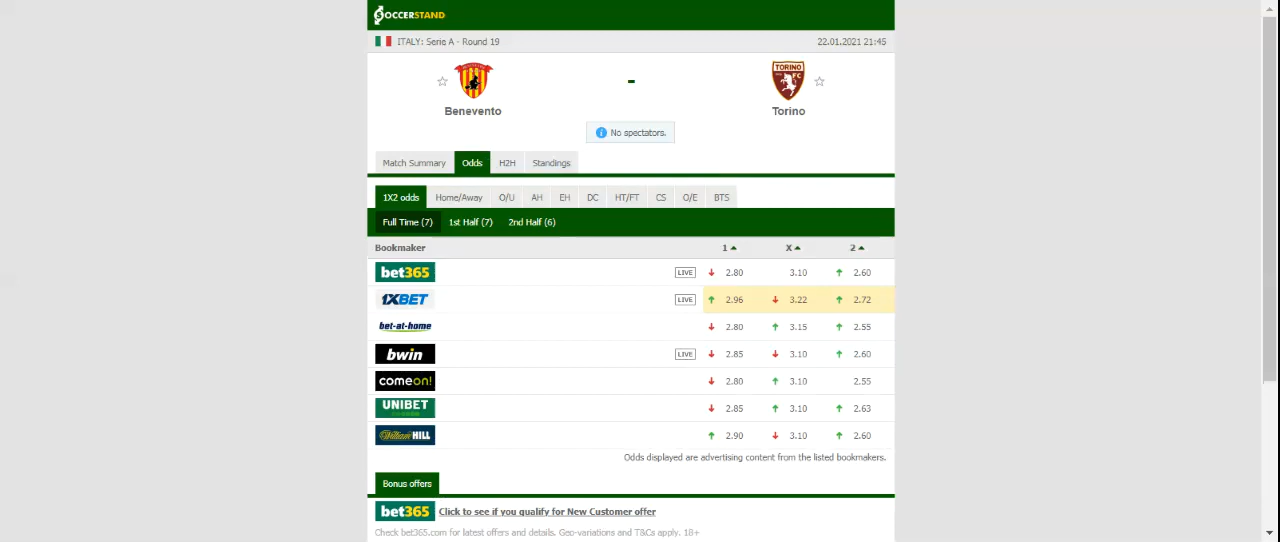 SOCCERSTAND
ITALY: Serie A - Round 19 22.01.2021 21:45
TORINO
FC
Benevento - Torino
No spectators.
Match Summary Odds H2H Standings
1X2 odds Home/Away O/U AH EH DC HT/FT CS O/E BTS
Full Time (7) 1st Half (7) 2nd Half (6)
Bookmaker 1 X 2
bet365 LIVE 2.80 3.10 2.60
1XBET LIVE 2.96 3.22 2.72
bet-at-home 2.80 3.15 2.55
bwin LIVE 2.85 3.10 2.60
comeon! 2.80 3.10 2.55
UNIBET 2.85 3.10 2.63
William HILL 2.90 3.10 2.60
Odds displayed are advertising content from the listed bookmakers.
Bonus offers
bet365 Click to see if you qualify for New Customer offer
Check bet365.com for latest offers and details. Geo-variations and T&Cs apply. 18+